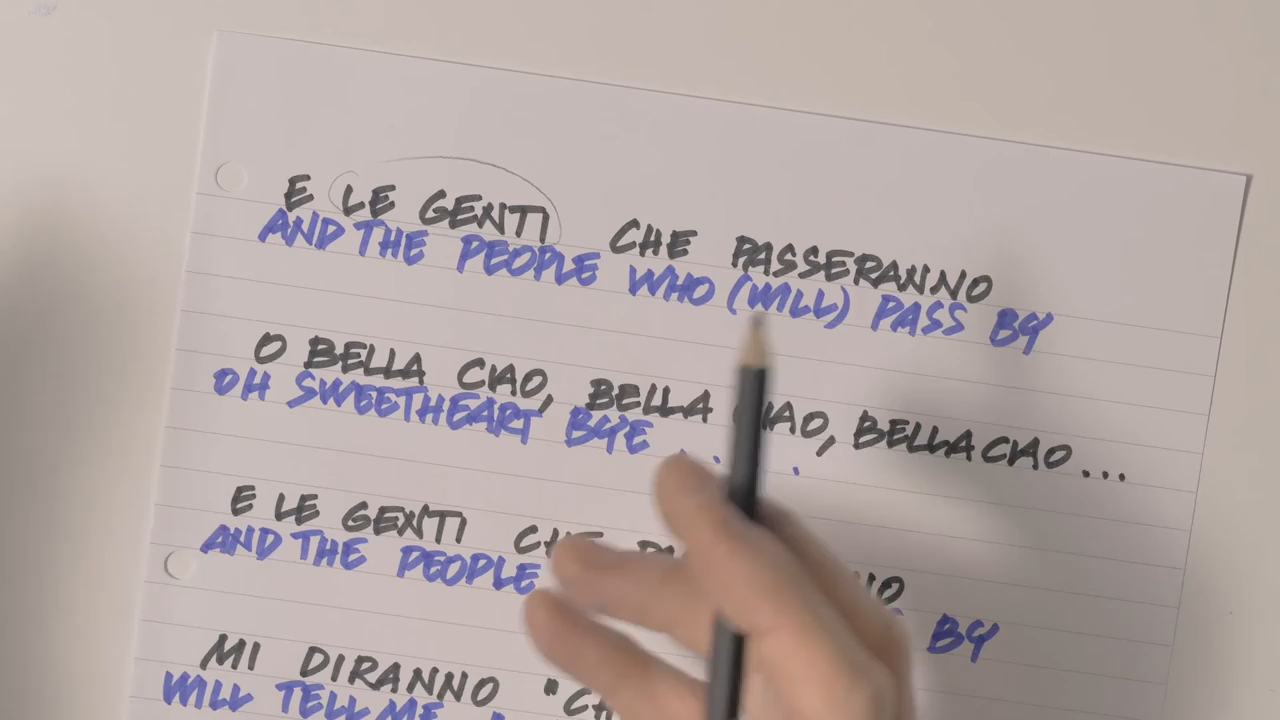 E LE GENTI CHE PASSERANNO
AND THE PEOPLE WHO (WILL) PASS BY
O BELLA CIAO, BELLA CIAO, BELLA CIAO...
OH SWEETHEART BYE . . .
E LE GENTI
AND THE PEOPLE BY
MI DIRANNO
WILL TELL ME "